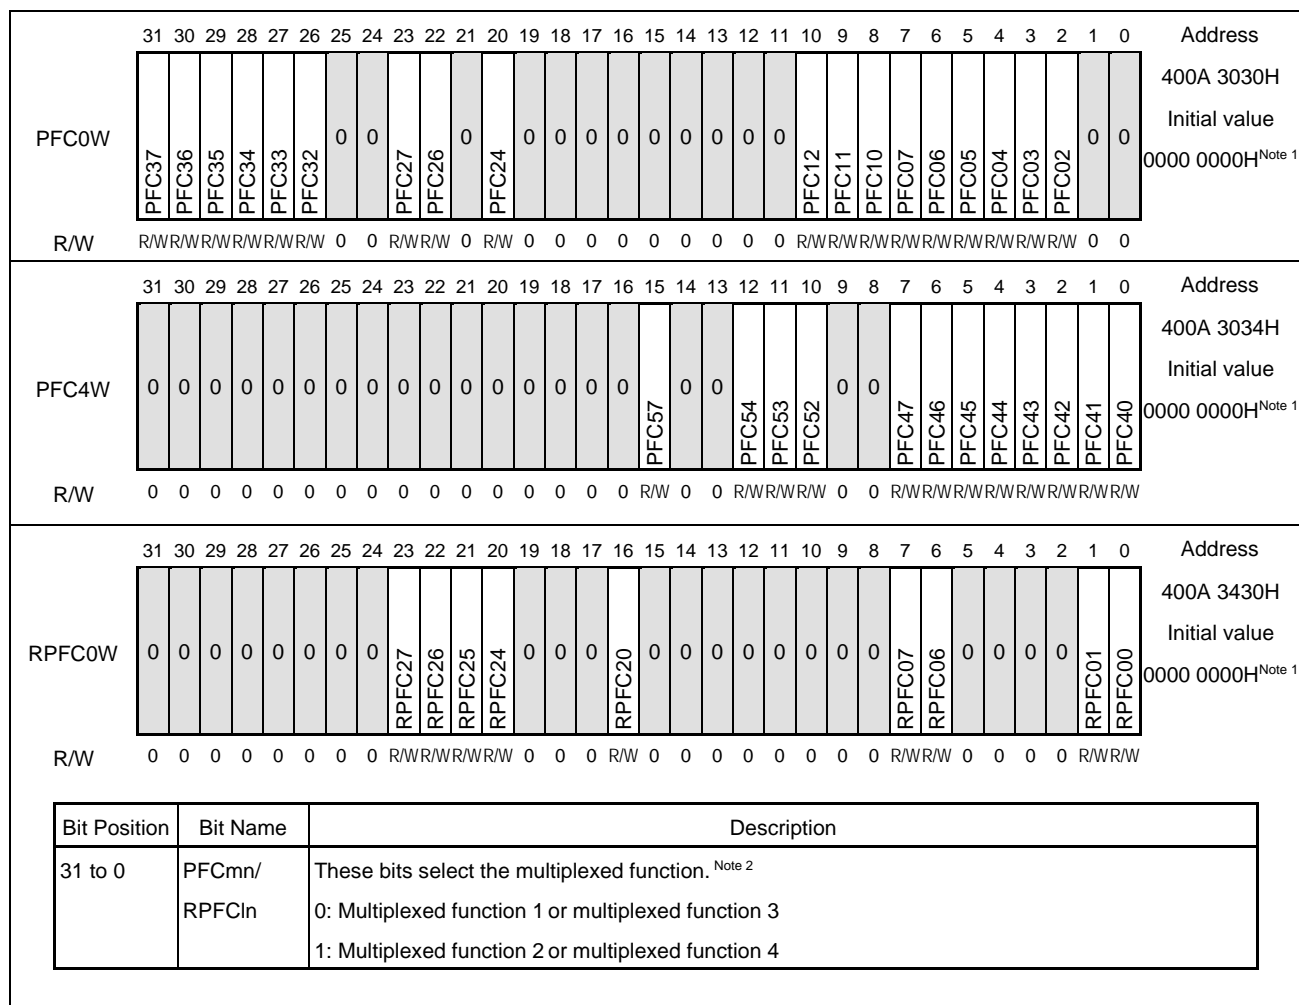 31 30 29 28 27 26 25 24 23 22 21 20 19 18 17 16 15 14 13 12 11 10 9 8 7 6 5 4 3 2 1 0 Address
400A 3030H
Initial value
PFC0W PFC37 PFC36 PFC35 PFC34 PFC33 PFC32 0 0 PFC27 PFC26 0 PFC24 0 0 0 0 0 0 0 0 0 PFC12 PFC11 PFC10 PFC07 PFC06 PFC05 PFC04 PFC03 PFC02 0 0
0000 0000H Note 1
R/W R/W R/W R/W R/W R/W R/W 0 0 R/W R/W 0 R/W 0 0 0 0 0 0 0 0 0 R/W R/W R/W R/W R/W R/W R/W R/W R/W 0 0
31 30 29 28 27 26 25 24 23 22 21 20 19 18 17 16 15 14 13 12 11 10 9 8 7 6 5 4 3 2 1 0 Address
400A 3034H
Initial value
PFC4W 0 0 0 0 0 0 0 0 0 0 0 0 0 0 0 0 PFC57 0 0 PFC54 PFC53 PFC52 0 0 PFC47 PFC46 PFC45 PFC44 PFC43 PFC42 PFC41 PFC40
0000 0000H Note 1
R/W 0 0 0 0 0 0 0 0 0 0 0 0 0 0 0 0 R/W 0 0 R/W R/W R/W 0 0 R/W R/W R/W R/W R/W R/W R/W R/W
31 30 29 28 27 26 25 24 23 22 21 20 19 18 17 16 15 14 13 12 11 10 9 8 7 6 5 4 3 2 1 0 Address
400A 3430H
Initial value
RPFC0W 0 0 0 0 0 0 0 0 RPFC27 RPFC26 RPFC25 RPFC24 0 0 0 RPFC20 0 0 0 0 0 0 0 0 RPFC07 RPFC06 0 0 0 0 RPFC01 RPFC00
0000 0000H Note 1
R/W 0 0 0 0 0 0 0 0 R/W R/W R/W R/W 0 0 0 R/W 0 0 0 0 0 0 0 0 R/W R/W 0 0 0 0 R/W R/W
Bit Position Bit Name Description
31 to 0 PFCmn/ These bits select the multiplexed function. Note 2
RPFCln 0: Multiplexed function 1 or multiplexed function 3
1: Multiplexed function 2 or multiplexed function 4